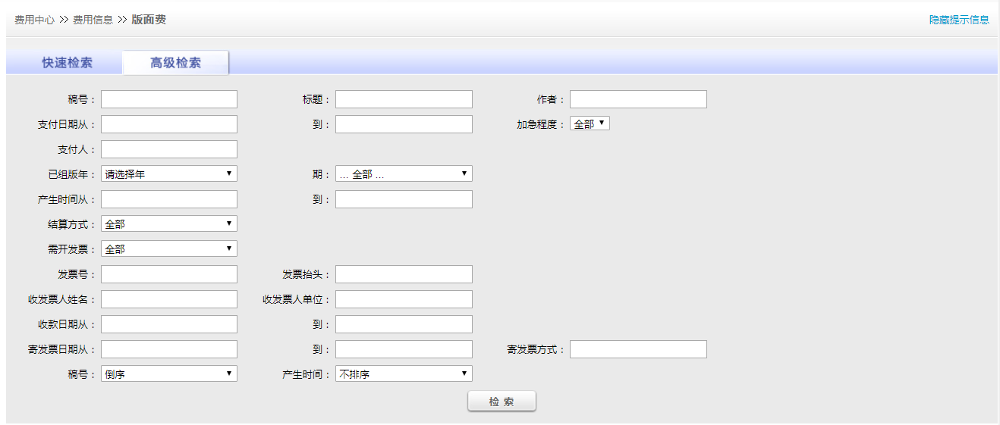 费用中心 >> 费用信息 >> 版面费 隐藏提示信息
快速检索 高级检索
稿号： 标题： 作者：
支付日期从： 到： 加急程度： 全部
支付人：
已组版年： 请选择年 期： ... 全部 ...
产生时间从： 到：
结算方式： 全部
需开发票： 全部
发票号： 发票抬头：
收发票人姓名： 收发票人单位：
收款日期从： 到：
寄发票日期从： 到： 寄发票方式：
稿号： 倒序 产生时间： 不排序
检 索